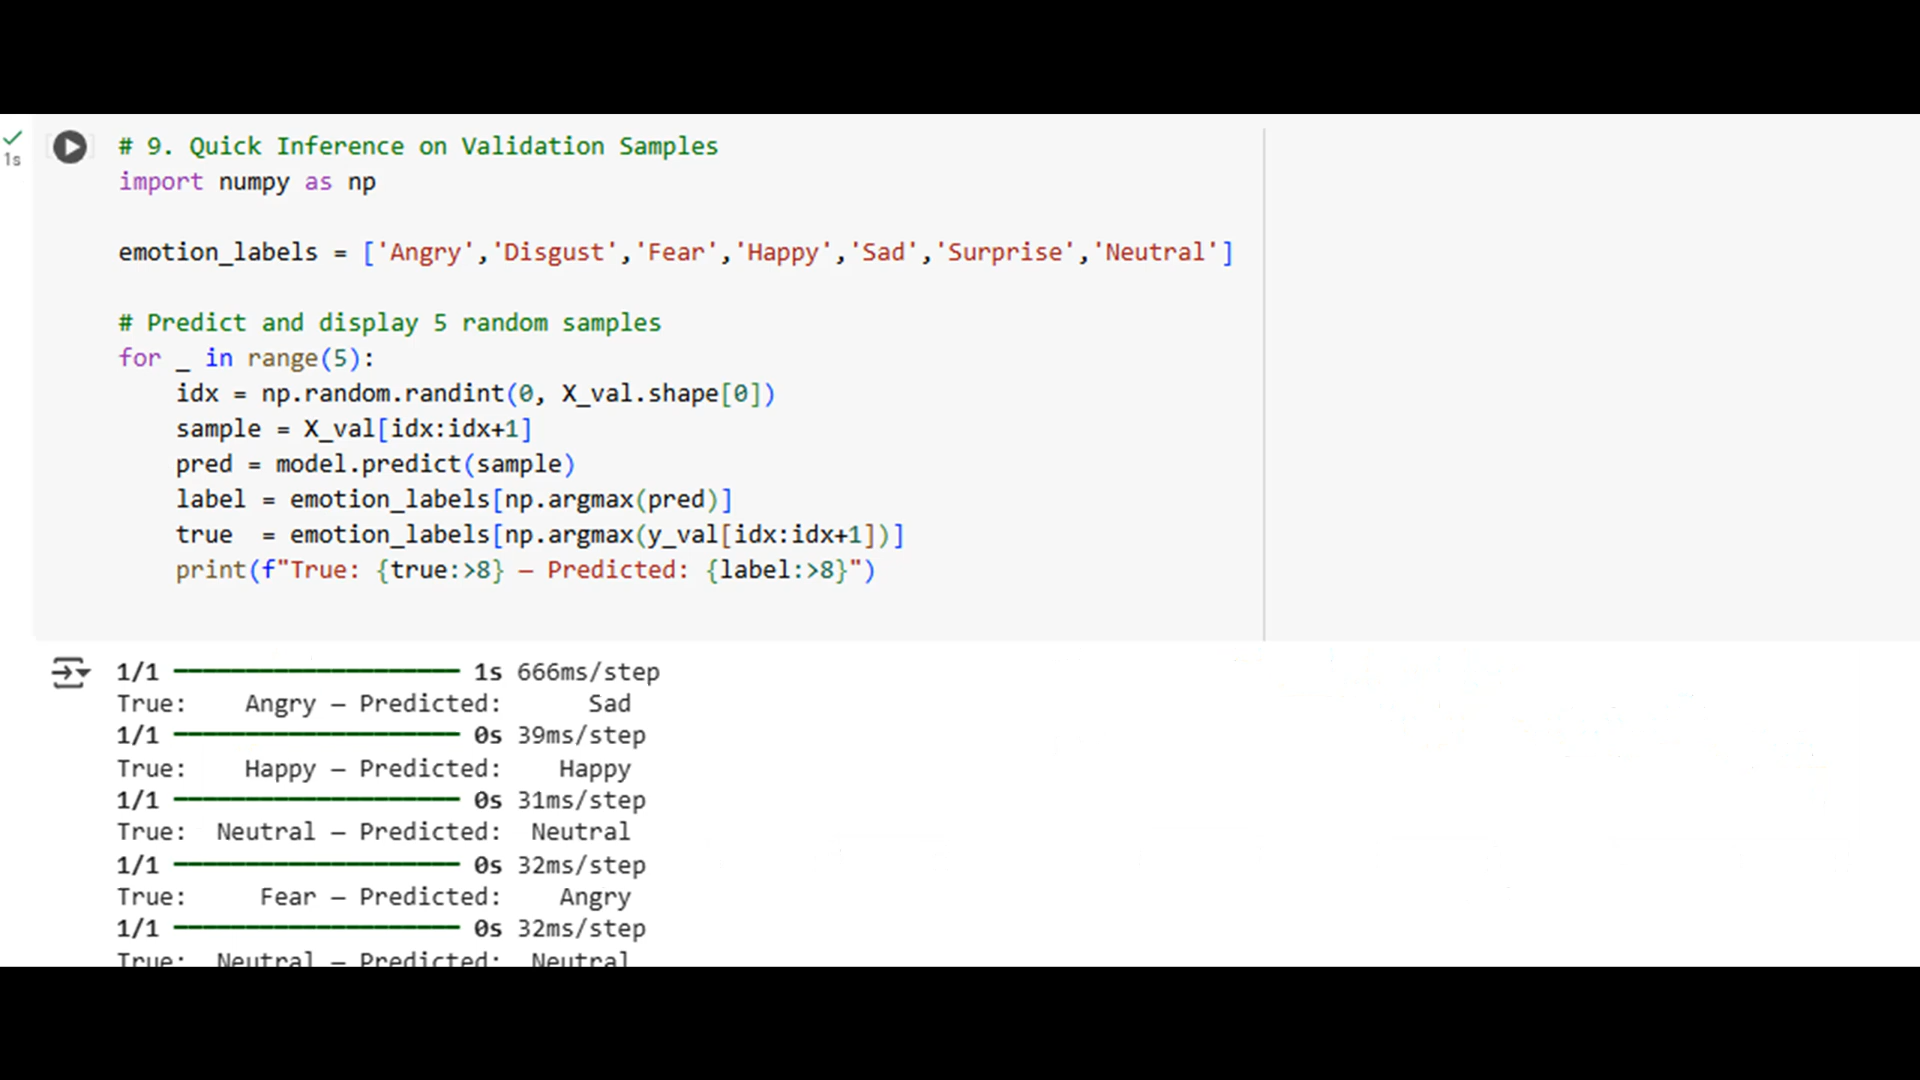 # 9. Quick Inference on Validation Samples
1s
import numpy as np
emotion_labels = ['Angry','Disgust','Fear','Happy','Sad','Surprise','Neutral']
# Predict and display 5 random samples
for _ in range(5):
    idx = np.random.randint(0, X_val.shape[0])
    sample = X_val[idx:idx+1]
    pred = model.predict(sample)
    label = emotion_labels[np.argmax(pred)]
    true  = emotion_labels[np.argmax(y_val[idx:idx+1])]
    print(f"True: {true:>8} – Predicted: {label:>8}")
1/1 ━━━━━━━━━━━━━━━━━━━━ 1s 666ms/step
True:    Angry – Predicted:      Sad
1/1 ━━━━━━━━━━━━━━━━━━━━ 0s 39ms/step
True:    Happy – Predicted:    Happy
1/1 ━━━━━━━━━━━━━━━━━━━━ 0s 31ms/step
True:  Neutral – Predicted:  Neutral
1/1 ━━━━━━━━━━━━━━━━━━━━ 0s 32ms/step
True:     Fear – Predicted:    Angry
1/1 ━━━━━━━━━━━━━━━━━━━━ 0s 32ms/step
True:  Neutral – Predicted:  Neutral